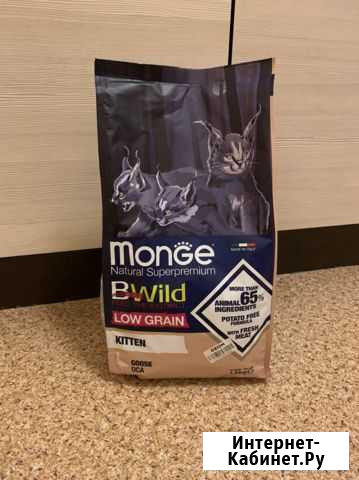 MADE IN ITALY
Monge
Natural Superpremium
BWild
LOW GRAIN
MORE THAN
65%
ANIMAL
INGREDIENTS
POTATO FREE
FORMULA
WITH FRESH
MEAT
KITTEN
GOOSE
OCA
Интернет-
Кабинет.Ру